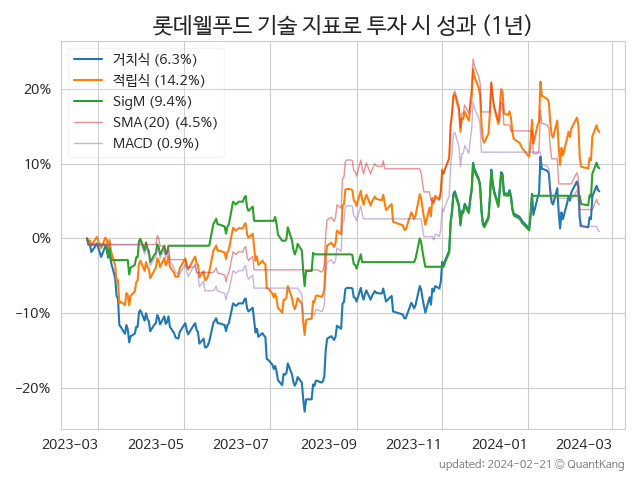 롯데웰푸드 기술 지표로 투자 시 성과 (1년)
거치식 (6.3%)
적립식 (14.2%)
SigM (9.4%)
SMA(20) (4.5%)
MACD (0.9%)
20%
10%
0%
−10%
−20%
2023-03 2023-05 2023-07 2023-09 2023-11 2024-01 2024-03
updated: 2024-02-21 © QuantKang